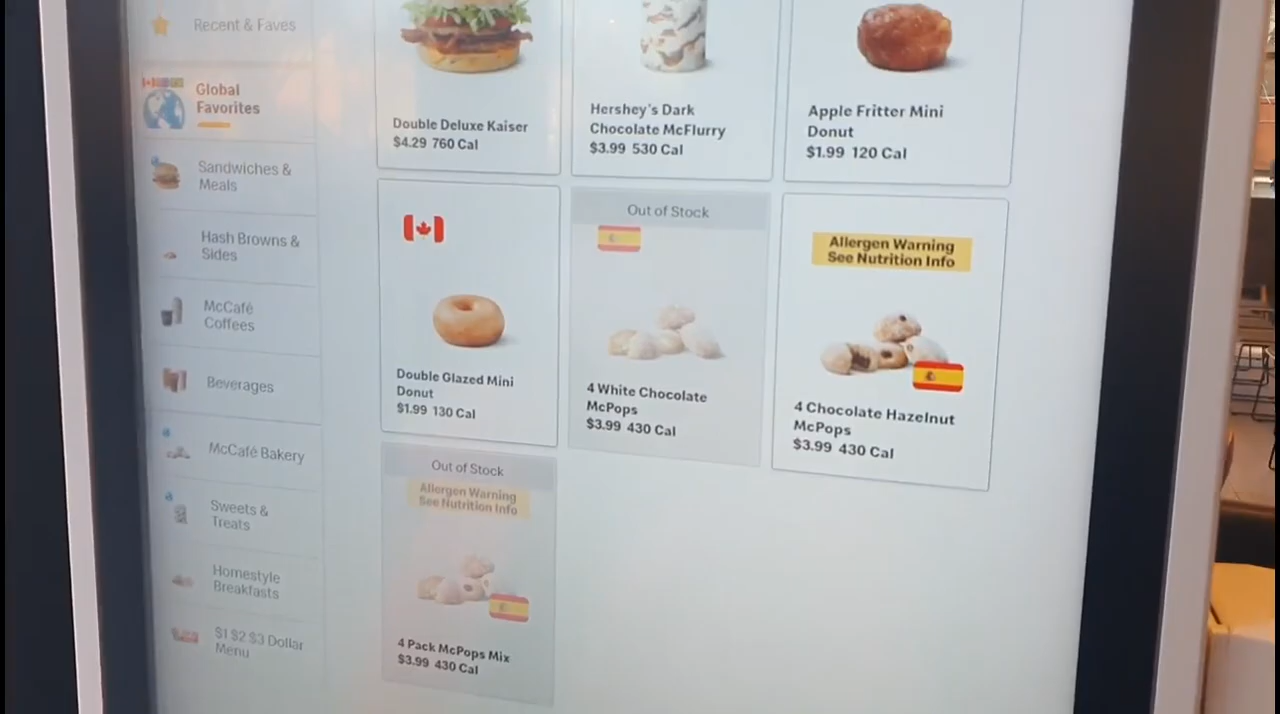 Recent & Faves
Global
Favorites
Sandwiches &
Meals
Hash Browns &
Sides
McCafé
Coffees
Beverages
McCafé Bakery
Sweets &
Treats
Homestyle
Breakfasts
$1 $2 $3 Dollar
Menu
Double Deluxe Kaiser
$4.29 760 Cal
Hershey's Dark
Chocolate McFlurry
$3.99 530 Cal
Apple Fritter Mini
Donut
$1.99 120 Cal
Double Glazed Mini
Donut
$1.99 130 Cal
Out of Stock
4 White Chocolate
McPops
$3.99 430 Cal
Allergen Warning
See Nutrition Info
4 Chocolate Hazelnut
McPops
$3.99 430 Cal
Out of Stock
Allergen Warning
See Nutrition Info
4 Pack McPops Mix
$3.99 430 Cal